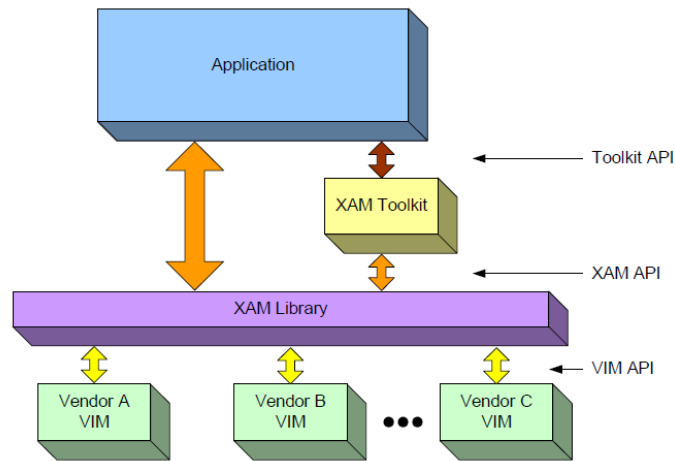 Application
Toolkit API
XAM Toolkit
XAM API
XAM Library
VIM API
Vendor A
VIM
Vendor B
VIM
Vendor C
VIM